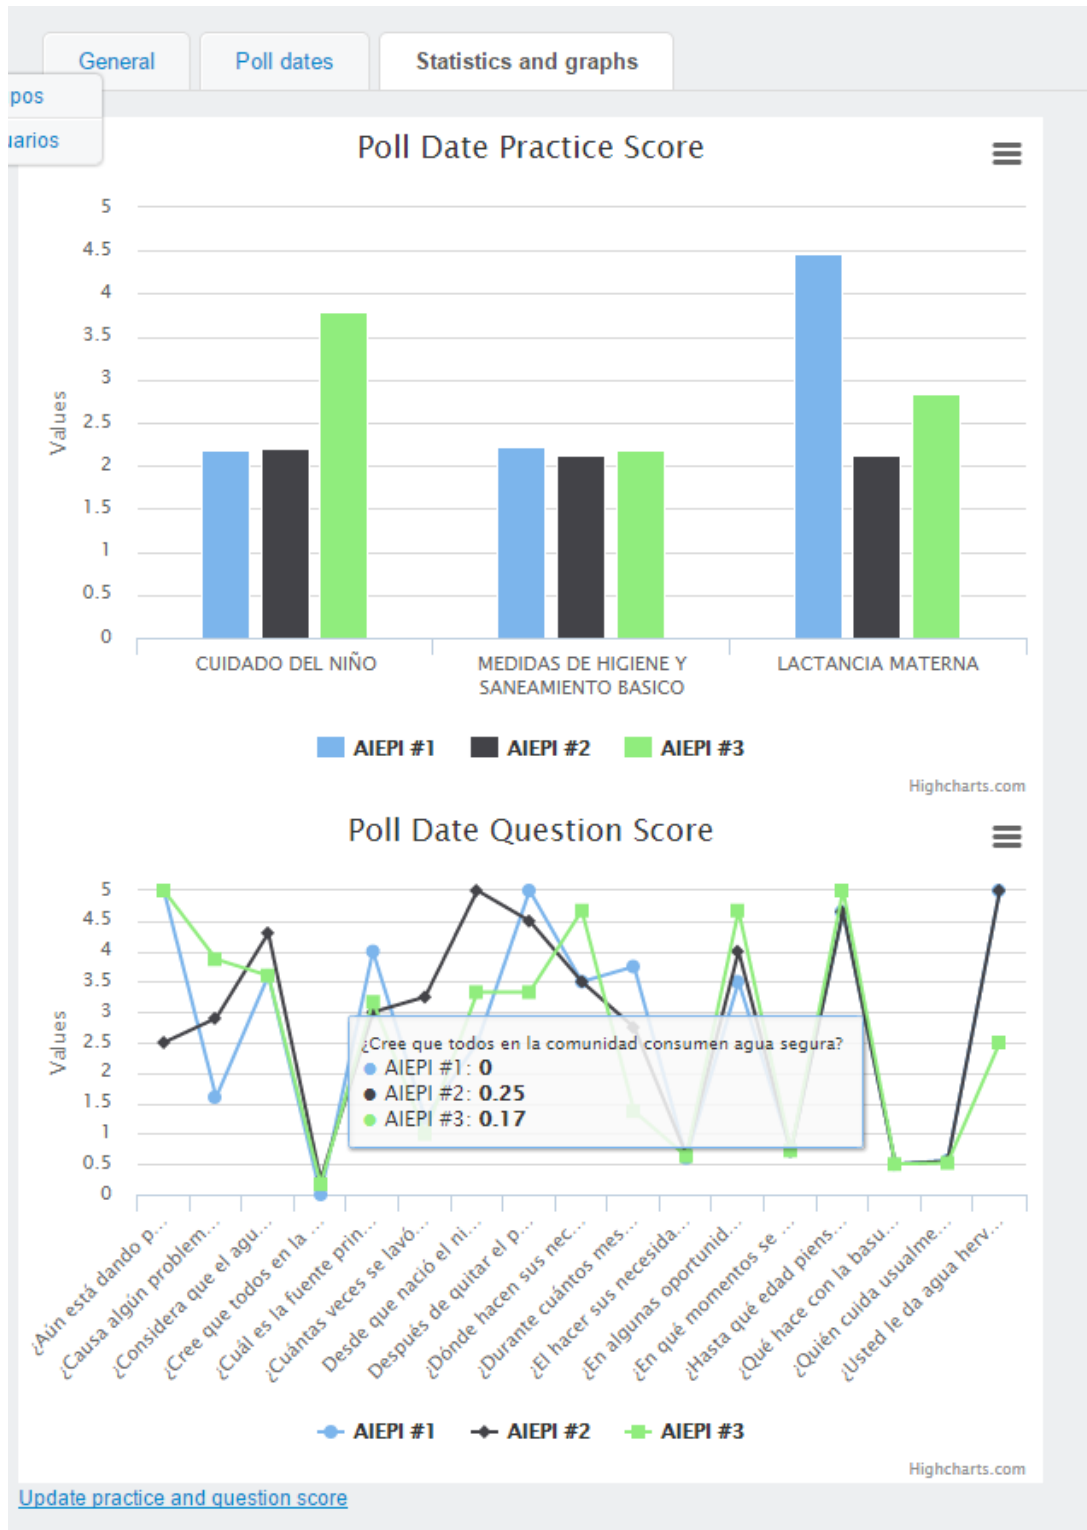 General
Poll dates
Statistics and graphs
pos
uarios
Poll Date Practice Score
5
4.5
4
3.5
3
2.5
2
1.5
1
0.5
0
Values
CUIDADO DEL NIÑO
MEDIDAS DE HIGIENE Y
SANEAMIENTO BASICO
LACTANCIA MATERNA
AIEPI #1
AIEPI #2
AIEPI #3
Highcharts.com
Poll Date Question Score
5
4.5
4
3.5
3
2.5
2
1.5
1
0.5
0
Values
¿Cree que todos en la comunidad consumen agua segura?
AIEPI #1: 0
AIEPI #2: 0.25
AIEPI #3: 0.17
¿Aún está dando p...
¿Causa algún problem...
¿Considera que el agu...
¿Cree que todos en la ...
¿Cuál es la fuente prin...
¿Cuántas veces se lavó...
Desde que nació el ni...
Después de quitar el p...
¿Dónde hacen sus nec...
¿Durante cuántos mes...
¿El hacer sus necesida...
¿En algunas oportunid...
¿En qué momentos se ...
¿Hasta qué edad piens...
¿Qué hace con la basu...
¿Quién cuida usualme...
¿Usted le da agua herv...
AIEPI #1
AIEPI #2
AIEPI #3
Highcharts.com
Update practice and question score